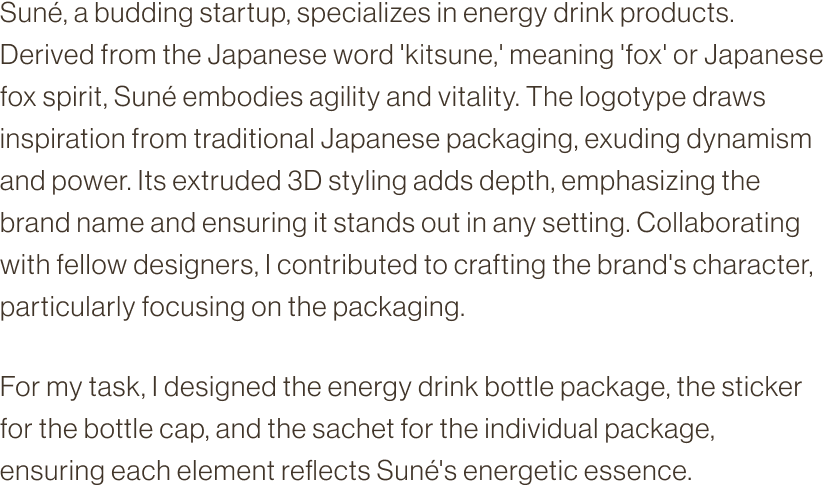 Suné, a budding startup, specializes in energy drink products.
Derived from the Japanese word 'kitsune,' meaning 'fox' or Japanese
fox spirit, Suné embodies agility and vitality. The logotype draws
inspiration from traditional Japanese packaging, exuding dynamism
and power. Its extruded 3D styling adds depth, emphasizing the
brand name and ensuring it stands out in any setting. Collaborating
with fellow designers, I contributed to crafting the brand's character,
particularly focusing on the packaging.
For my task, I designed the energy drink bottle package, the sticker
for the bottle cap, and the sachet for the individual package,
ensuring each element reflects Suné's energetic essence.